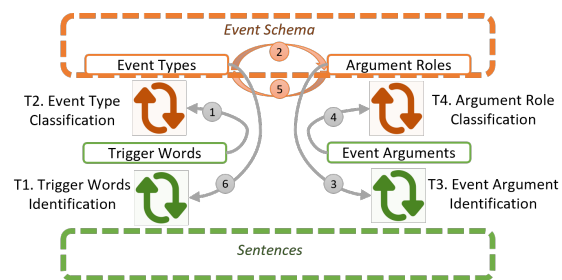 Event Schema
2
Event Types
Argument Roles
5
T2. Event Type
Classification
1
4
T4. Argument Role
Classification
Trigger Words
Event Arguments
T1. Trigger Words
Identification
6
3
T3. Event Argument
Identification
Sentences